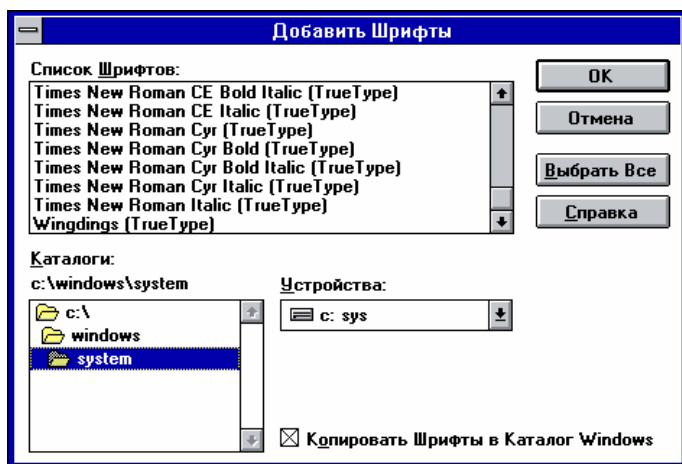 Добавить Шрифты
Список Шрифтов:
Times New Roman CE Bold Italic (TrueType)
Times New Roman CE Italic (TrueType)
Times New Roman Cyr (TrueType)
Times New Roman Cyr Bold (TrueType)
Times New Roman Cyr Bold Italic (TrueType)
Times New Roman Cyr Italic (TrueType)
Times New Roman Italic (TrueType)
Wingdings (TrueType)
OK
Отмена
Выбрать Все
Справка
Каталоги:
c:\windows\system
c:\
windows
system
Устройства:
c: sys
Копировать Шрифты в Каталог Windows